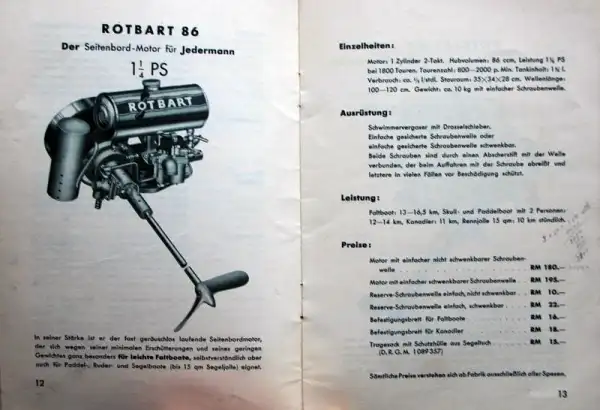 ROTBART 86
Der Seitenbord-Motor für Jedermann
1¼ PS
ROTBART
In seiner Stärke ist er der fast geräuschlos laufende Seitenbordmotor,
der sich wegen seiner minimalen Erschütterungen und seines geringen
Gewichtes ganz besonders für leichte Faltboote, selbstverständlich aber
auch für Paddel-, Ruder- und Segelboote (bis 15 qm Segeljolle) eignet.
12
Einzelheiten:
Motor: 1 Zylinder 2-Takt. Hubvolumen: 86 ccm, Leistung 1¼ PS
bei 1800 Touren. Tourenzahl: 600—2000 p. Min. Tankinhalt: 1¾ l.
Verbrauch: ca. l/Stund. Stauraum: 35×34×28 cm. Wellenlänge:
100—120 cm. Gewicht: ca. 10 kg mit einfacher Schraubenwelle.
Ausrüstung:
Schwimmervergaser mit Drosselschieber.
Einfache gesicherte Schraubenwelle oder
einfache gesicherte Schraubenwelle schwenkbar.
Beide Schrauben sind durch einen Abscherstift mit der Welle
verbunden, der beim Auffahren mit der Schraube abreißt und
letztere in vielen Fällen vor Beschädigung schützt.
Leistung:
Faltboot: 13—16,5 km, Skull- und Paddelboot mit 2 Personen:
12—14 km, Kanadier: 11 km, Rennjolle 15 qm: 10 km stündlich.
Preise:
Motor mit einfacher nicht schwenkbarer Schrauben-
welle RM 180.—
Motor mit einfacher schwenkbarer Schraubenwelle RM 195.—
Reserve-Schraubenwelle einfach, nicht schwenkbar RM 10.—
Reserve-Schraubenwelle einfach, schwenkbar RM 22.—
Befestigungsbrett für Faltboote RM 16.—
Befestigungsbrett für Kanadier RM 18.—
Tragesack mit Schutzhülle aus Segeltuch RM 15.—
(D.R.G.M. 1089357)
Sämtliche Preise verstehen sich ab Fabrik ausschließlich aller Spesen.
13